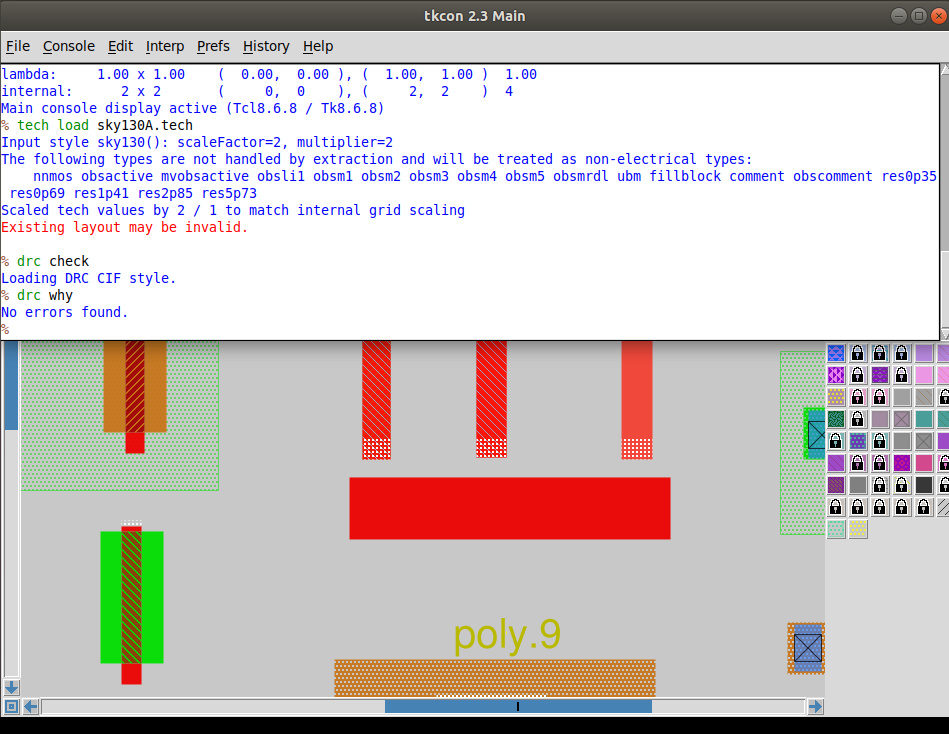 tkcon 2.3 Main
File Console Edit Interp Prefs History Help
lambda: 1.00 x 1.00 ( 0.00, 0.00 ), ( 1.00, 1.00 ) 1.00
internal: 2 x 2 ( 0, 0 ), ( 2, 2 ) 4
Main console display active (Tcl8.6.8 / Tk8.6.8)
% tech load sky130A.tech
Input style sky130(): scaleFactor=2, multiplier=2
The following types are not handled by extraction and will be treated as non-electrical types:
nnmos obsactive mvobsactive obsli1 obsm1 obsm2 obsm3 obsm4 obsm5 obsmrdl ubm fillblock comment obscomment res0p35
res0p69 res1p41 res2p85 res5p73
Scaled tech values by 2 / 1 to match internal grid scaling
Existing layout may be invalid.
% drc check
Loading DRC CIF style.
% drc why
No errors found.
%
poly.9